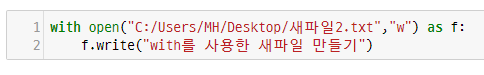 1 with open("C:/Users/MH/Desktop/새파일2.txt","w") as f:
2     f.write("with를 사용한 새파일 만들기")